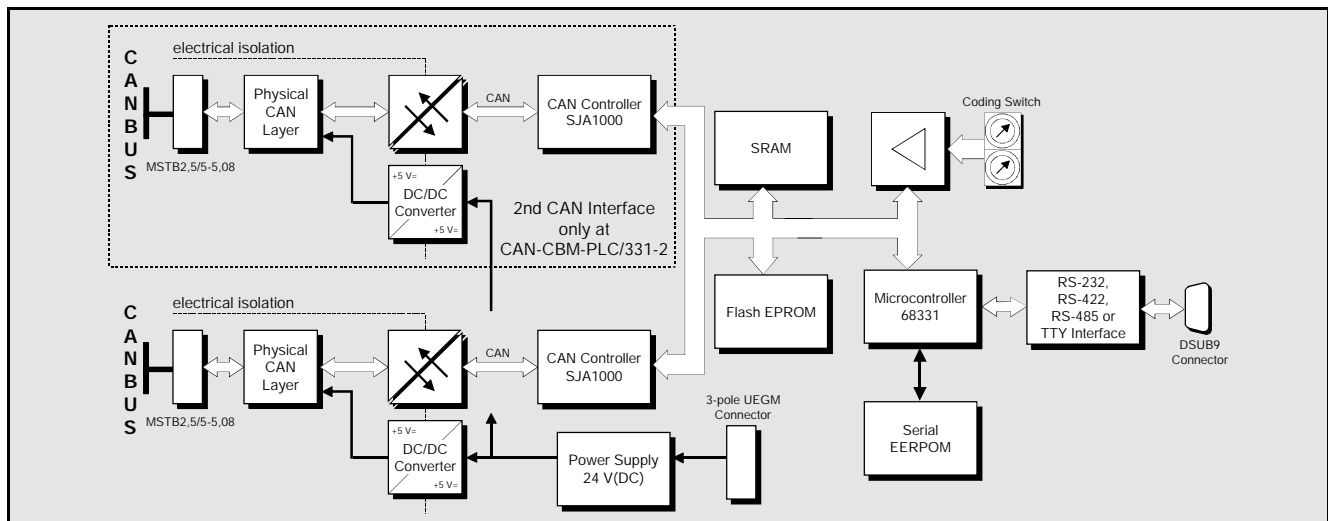 C
A
N
B
U
S
electrical isolation
Physical
CAN
Layer
MSTB2,5/5-5,08
CAN
CAN Controller
SJA1000
+5 V=
DC/DC
Converter
+5 V=
2nd CAN Interface
only at
CAN-CBM-PLC/331-2
SRAM
Coding Switch
Flash EPROM
Microcontroller
68331
RS-232,
RS-422,
RS-485 or
TTY Interface
DSUB9
Connector
Serial
EERPOM
C
A
N
B
U
S
electrical isolation
Physical
CAN
Layer
MSTB2,5/5-5,08
CAN
CAN Controller
SJA1000
+5 V=
DC/DC
Converter
+5 V=
Power Supply
24 V(DC)
3-pole UEGM
Connector